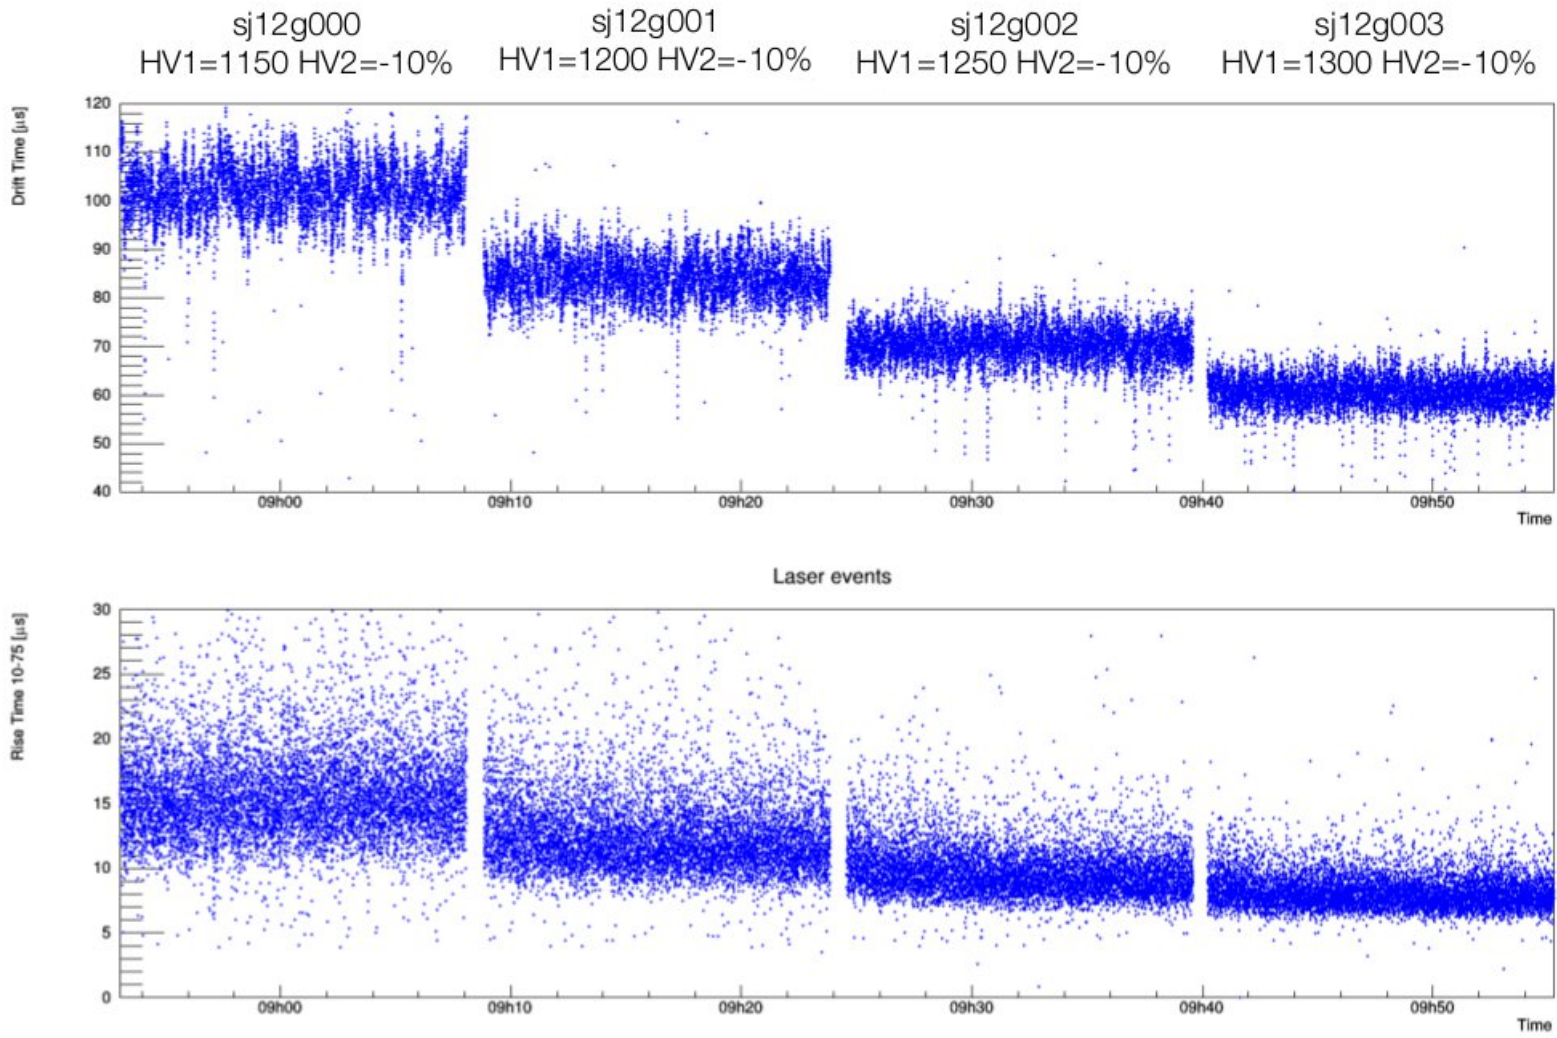 sj12g000
HV1=1150 HV2=-10%
sj12g001
HV1=1200 HV2=-10%
sj12g002
HV1=1250 HV2=-10%
sj12g003
HV1=1300 HV2=-10%
Drift Time [µs]
120
110
100
90
80
70
60
50
40
09h00
09h10
09h20
09h30
09h40
09h50
Time
Laser events
Rise Time 10-75 [µs]
30
25
20
15
10
5
0
09h00
09h10
09h20
09h30
09h40
09h50
Time